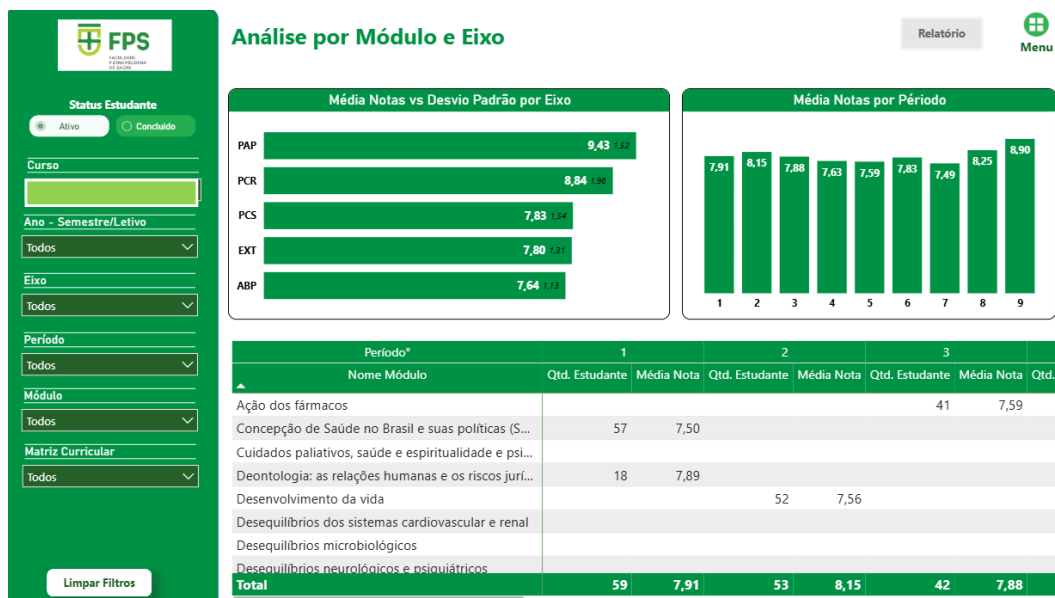 FPS
FACULDADE
PERNAMBUCANA
DE SAÚDE
Análise por Módulo e Eixo
Relatório
Menu
Status Estudante
Ativo
Concluído
Curso
Ano - Semestre/Letivo
Todos
Eixo
Todos
Período
Todos
Módulo
Todos
Matriz Curricular
Todos
Limpar Filtros
Média Notas vs Desvio Padrão por Eixo
PAP 9,43 1,52
PCR 8,84 1,96
PCS 7,83 1,54
EXT 7,80 1,31
ABP 7,64 1,13
Média Notas por Período
7,91 8,15 7,88 7,63 7,59 7,83 7,49 8,25 8,90
1 2 3 4 5 6 7 8 9
Período° 1 2 3
Nome Módulo Qtd. Estudante Média Nota Qtd. Estudante Média Nota Qtd. Estudante Média Nota Qtd.
Ação dos fármacos 41 7,59
Concepção de Saúde no Brasil e suas políticas (S... 57 7,50
Cuidados paliativos, saúde e espiritualidade e psi...
Deontologia: as relações humanas e os riscos jurí... 18 7,89
Desenvolvimento da vida 52 7,56
Desequilíbrios dos sistemas cardiovascular e renal
Desequilíbrios microbiológicos
Desequilíbrios neurológicos e psiquiátricos
Total 59 7,91 53 8,15 42 7,88